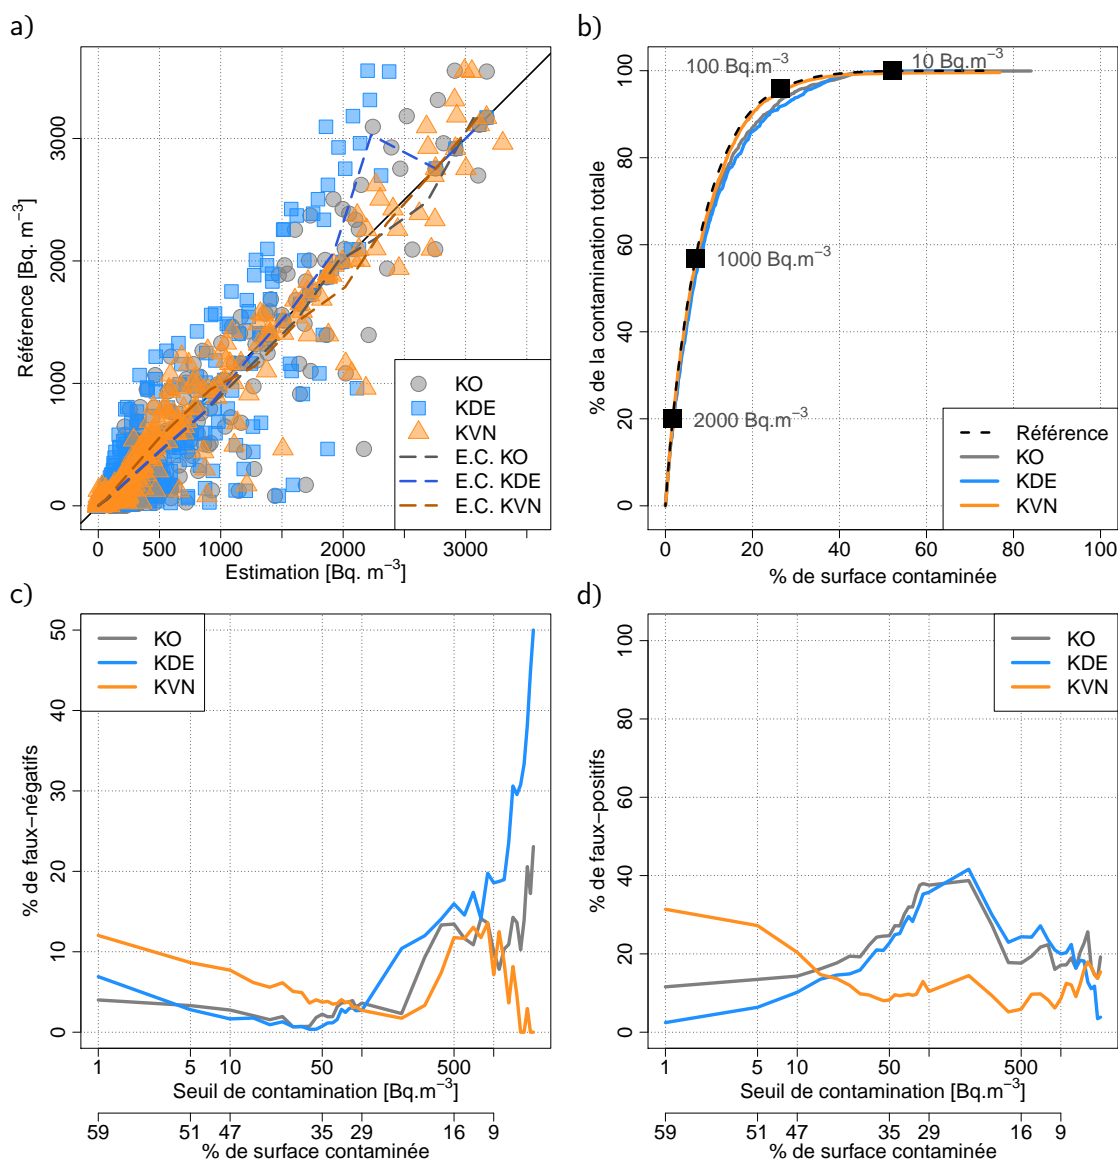 a)
Référence [Bq. m−3]
3000
2000
1000
0
KO
KDE
KVN
E.C. KO
E.C. KDE
E.C. KVN
0 500 1000 2000 3000
Estimation [Bq. m−3]
b)
% de la contamination totale
100
80
60
40
20
0
100 Bq.m−3
10 Bq.m−3
1000 Bq.m−3
2000 Bq.m−3
Référence
KO
KDE
KVN
0 20 40 60 80 100
% de surface contaminée
c)
% de faux−négatifs
50
40
30
20
10
0
KO
KDE
KVN
1 5 10 50 500
Seuil de contamination [Bq.m−3]
59 51 47 35 29 16 9
% de surface contaminée
d)
% de faux−positifs
100
80
60
40
20
0
KO
KDE
KVN
1 5 10 50 500
Seuil de contamination [Bq.m−3]
59 51 47 35 29 16 9
% de surface contaminée